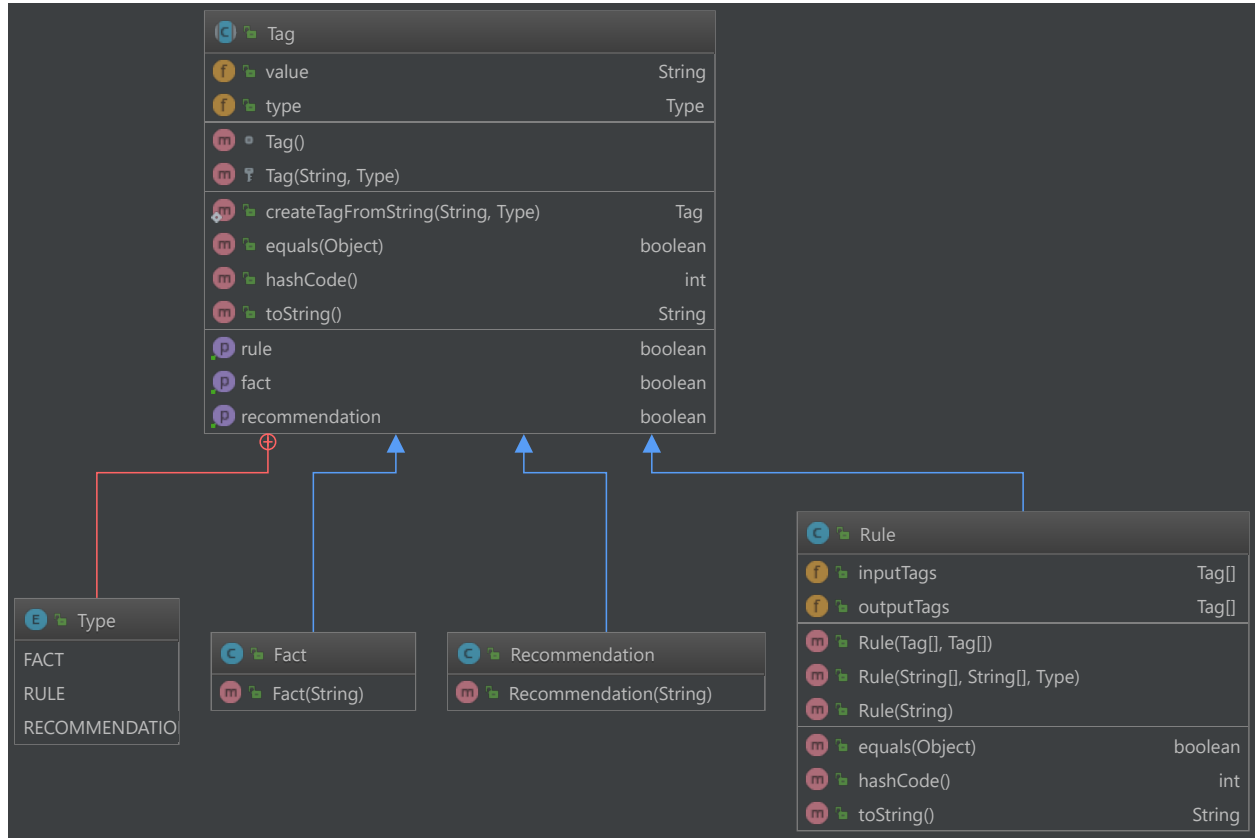 Tag
value String
type Type
Tag()
Tag(String, Type)
createTagFromString(String, Type) Tag
equals(Object) boolean
hashCode() int
toString() String
rule boolean
fact boolean
recommendation boolean
Type
FACT
RULE
RECOMMENDATIO
Fact
Fact(String)
Recommendation
Recommendation(String)
Rule
inputTags Tag[]
outputTags Tag[]
Rule(Tag[], Tag[])
Rule(String[], String[], Type)
Rule(String)
equals(Object) boolean
hashCode() int
toString() String